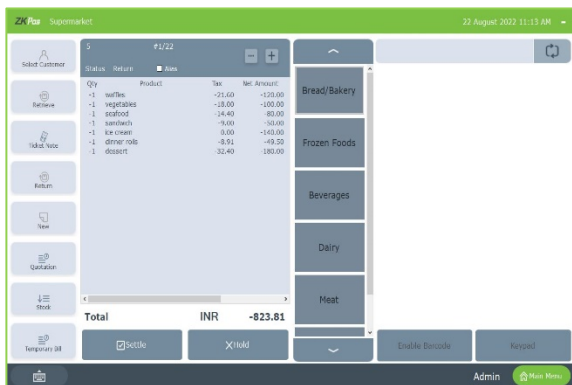 ZKPos Supermarket
22 August 2022 11:13 AM
Select Customer
Retrieve
Ticket Note
Return
New
Quotation
Stock
Temporary Bill
5 #1/22
Status Return Alias
Qty Product Tax Net Amount
-1 waffles -21.60 -120.00
-1 vegetables -18.00 -100.00
-1 seafood -14.40 -80.00
-1 sandwich -9.00 -50.00
-1 ice cream 0.00 -140.00
-1 dinner rolls -8.91 -49.50
-1 dessert -32.40 -180.00
Total INR -823.81
Settle
Hold
Bread/Bakery
Frozen Foods
Beverages
Dairy
Meat
Enable Barcode
Keypad
Admin
Main Menu